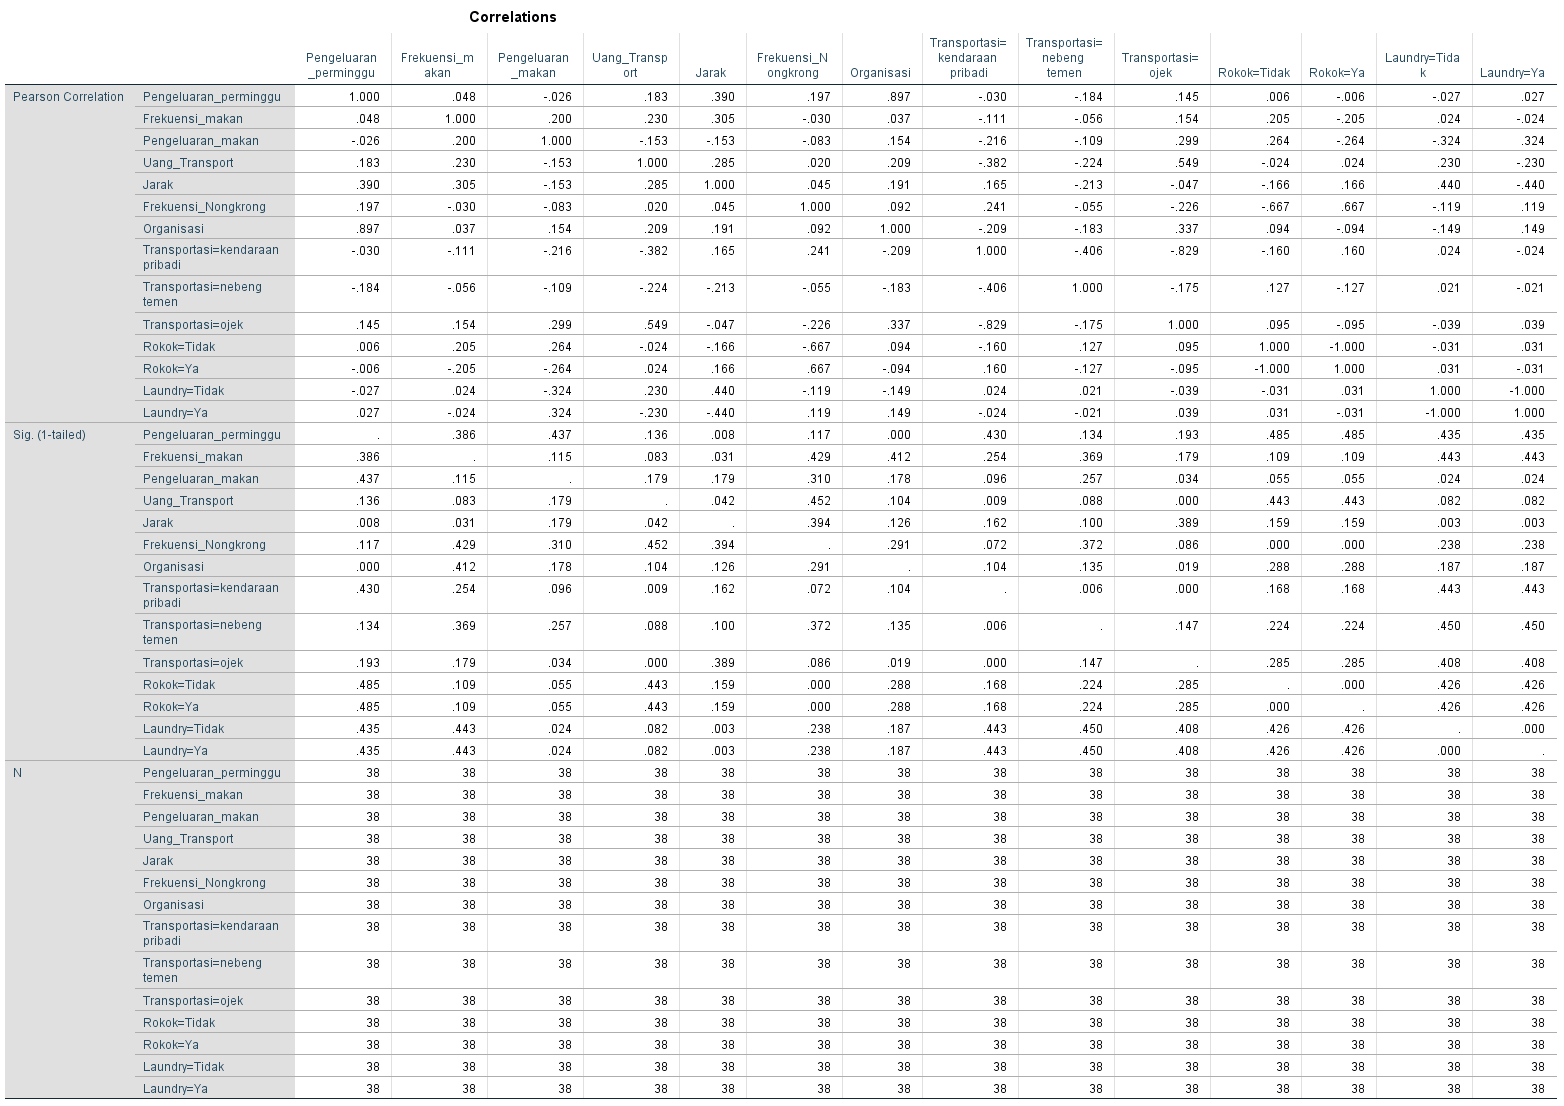 Correlations
Pengeluaran_perminggu Frekuensi_makan Pengeluaran_makan Uang_Transport Jarak Frekuensi_Nongkrong Organisasi Transportasi=kendaraan pribadi Transportasi=nebeng temen Transportasi=ojek Rokok=Tidak Rokok=Ya Laundry=Tidak Laundry=Ya
Pearson Correlation Pengeluaran_perminggu 1.000 .048 -.026 .183 .390 .197 .897 -.030 -.184 .145 .006 -.006 -.027 .027
Frekuensi_makan .048 1.000 .200 .230 .305 -.030 .037 -.111 -.056 .154 .205 -.205 .024 -.024
Pengeluaran_makan -.026 .200 1.000 -.153 -.153 -.083 .154 -.216 -.109 .299 .264 -.264 -.324 .324
Uang_Transport .183 .230 -.153 1.000 .285 .020 .209 -.382 -.224 .549 -.024 .024 .230 -.230
Jarak .390 .305 -.153 .285 1.000 .045 .191 .165 -.213 -.047 -.166 .166 .440 -.440
Frekuensi_Nongkrong .197 -.030 -.083 .020 .045 1.000 .092 .241 -.055 -.226 -.667 .667 -.119 .119
Organisasi .897 .037 .154 .209 .191 .092 1.000 -.209 -.183 .337 .094 -.094 -.149 .149
Transportasi=kendaraan pribadi -.030 -.111 -.216 -.382 .165 .241 -.209 1.000 -.406 -.829 -.160 .160 .024 -.024
Transportasi=nebeng temen -.184 -.056 -.109 -.224 -.213 -.055 -.183 -.406 1.000 -.175 .127 -.127 .021 -.021
Transportasi=ojek .145 .154 .299 .549 -.047 -.226 .337 -.829 -.175 1.000 .095 -.095 -.039 .039
Rokok=Tidak .006 .205 .264 -.024 -.166 -.667 .094 -.160 .127 .095 1.000 -1.000 -.031 .031
Rokok=Ya -.006 -.205 -.264 .024 .166 .667 -.094 .160 -.127 -.095 -1.000 1.000 .031 -.031
Laundry=Tidak -.027 .024 -.324 .230 .440 -.119 -.149 .024 .021 -.039 -.031 .031 1.000 -1.000
Laundry=Ya .027 -.024 .324 -.230 -.440 .119 .149 -.024 -.021 .039 .031 -.031 -1.000 1.000
Sig. (1-tailed) Pengeluaran_perminggu . .386 .437 .136 .008 .117 .000 .430 .134 .193 .485 .485 .435 .435
Frekuensi_makan .386 . .115 .083 .031 .429 .412 .254 .369 .179 .109 .109 .443 .443
Pengeluaran_makan .437 .115 . .179 .179 .310 .178 .096 .257 .034 .055 .055 .024 .024
Uang_Transport .136 .083 .179 . .042 .452 .104 .009 .088 .000 .443 .443 .082 .082
Jarak .008 .031 .179 .042 . .394 .126 .162 .100 .389 .159 .159 .003 .003
Frekuensi_Nongkrong .117 .429 .310 .452 .394 . .291 .072 .372 .086 .000 .000 .238 .238
Organisasi .000 .412 .178 .104 .126 .291 . .104 .135 .019 .288 .288 .187 .187
Transportasi=kendaraan pribadi .430 .254 .096 .009 .162 .072 .104 . .006 .000 .168 .168 .443 .443
Transportasi=nebeng temen .134 .369 .257 .088 .100 .372 .135 .006 . .147 .224 .224 .450 .450
Transportasi=ojek .193 .179 .034 .000 .389 .086 .019 .000 .147 . .285 .285 .408 .408
Rokok=Tidak .485 .109 .055 .443 .159 .000 .288 .168 .224 .285 . .000 .426 .426
Rokok=Ya .485 .109 .055 .443 .159 .000 .288 .168 .224 .285 .000 . .426 .426
Laundry=Tidak .435 .443 .024 .082 .003 .238 .187 .443 .450 .408 .426 .426 . .000
Laundry=Ya .435 .443 .024 .082 .003 .238 .187 .443 .450 .408 .426 .426 .000 .
N Pengeluaran_perminggu 38 38 38 38 38 38 38 38 38 38 38 38 38 38
Frekuensi_makan 38 38 38 38 38 38 38 38 38 38 38 38 38 38
Pengeluaran_makan 38 38 38 38 38 38 38 38 38 38 38 38 38 38
Uang_Transport 38 38 38 38 38 38 38 38 38 38 38 38 38 38
Jarak 38 38 38 38 38 38 38 38 38 38 38 38 38 38
Frekuensi_Nongkrong 38 38 38 38 38 38 38 38 38 38 38 38 38 38
Organisasi 38 38 38 38 38 38 38 38 38 38 38 38 38 38
Transportasi=kendaraan pribadi 38 38 38 38 38 38 38 38 38 38 38 38 38 38
Transportasi=nebeng temen 38 38 38 38 38 38 38 38 38 38 38 38 38 38
Transportasi=ojek 38 38 38 38 38 38 38 38 38 38 38 38 38 38
Rokok=Tidak 38 38 38 38 38 38 38 38 38 38 38 38 38 38
Rokok=Ya 38 38 38 38 38 38 38 38 38 38 38 38 38 38
Laundry=Tidak 38 38 38 38 38 38 38 38 38 38 38 38 38 38
Laundry=Ya 38 38 38 38 38 38 38 38 38 38 38 38 38 38